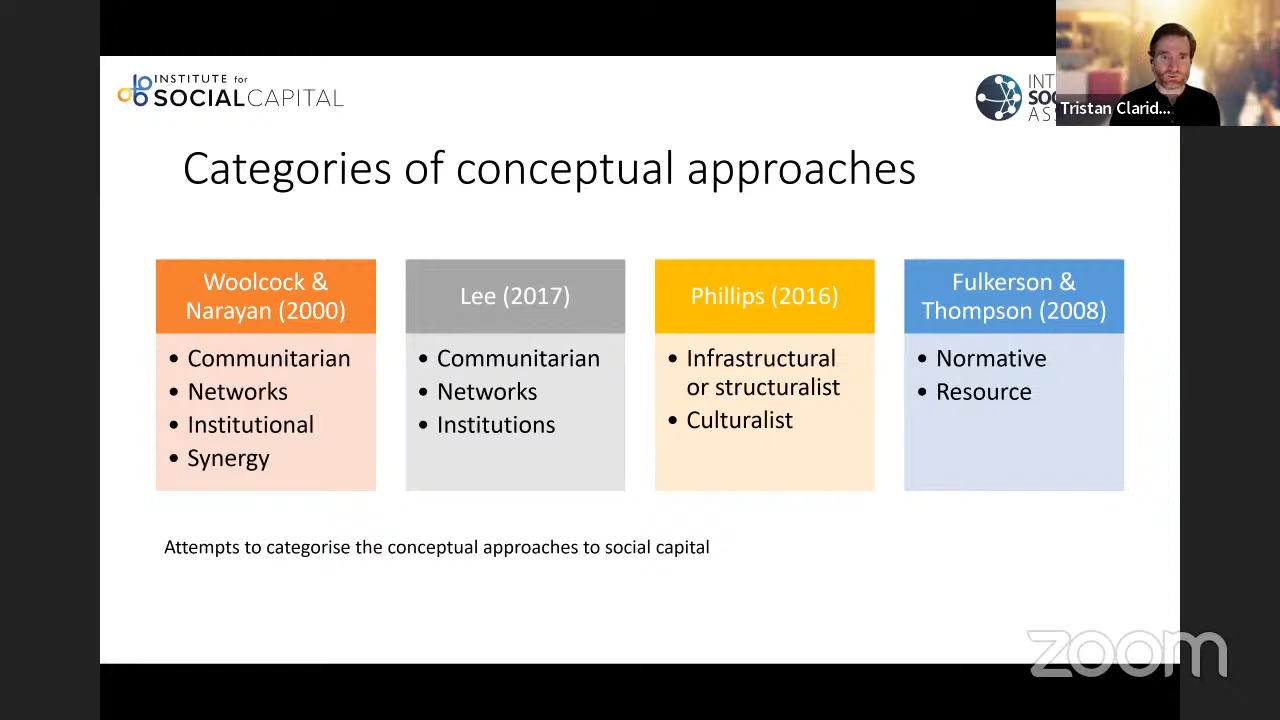 INSTITUTE for
SOCIALCAPITAL
Tristan Clarid...
Categories of conceptual approaches
Woolcock &
Narayan (2000)
• Communitarian
• Networks
• Institutional
• Synergy
Lee (2017)
• Communitarian
• Networks
• Institutions
Phillips (2016)
• Infrastructural
or structuralist
• Culturalist
Fulkerson &
Thompson (2008)
• Normative
• Resource
Attempts to categorise the conceptual approaches to social capital
zoom